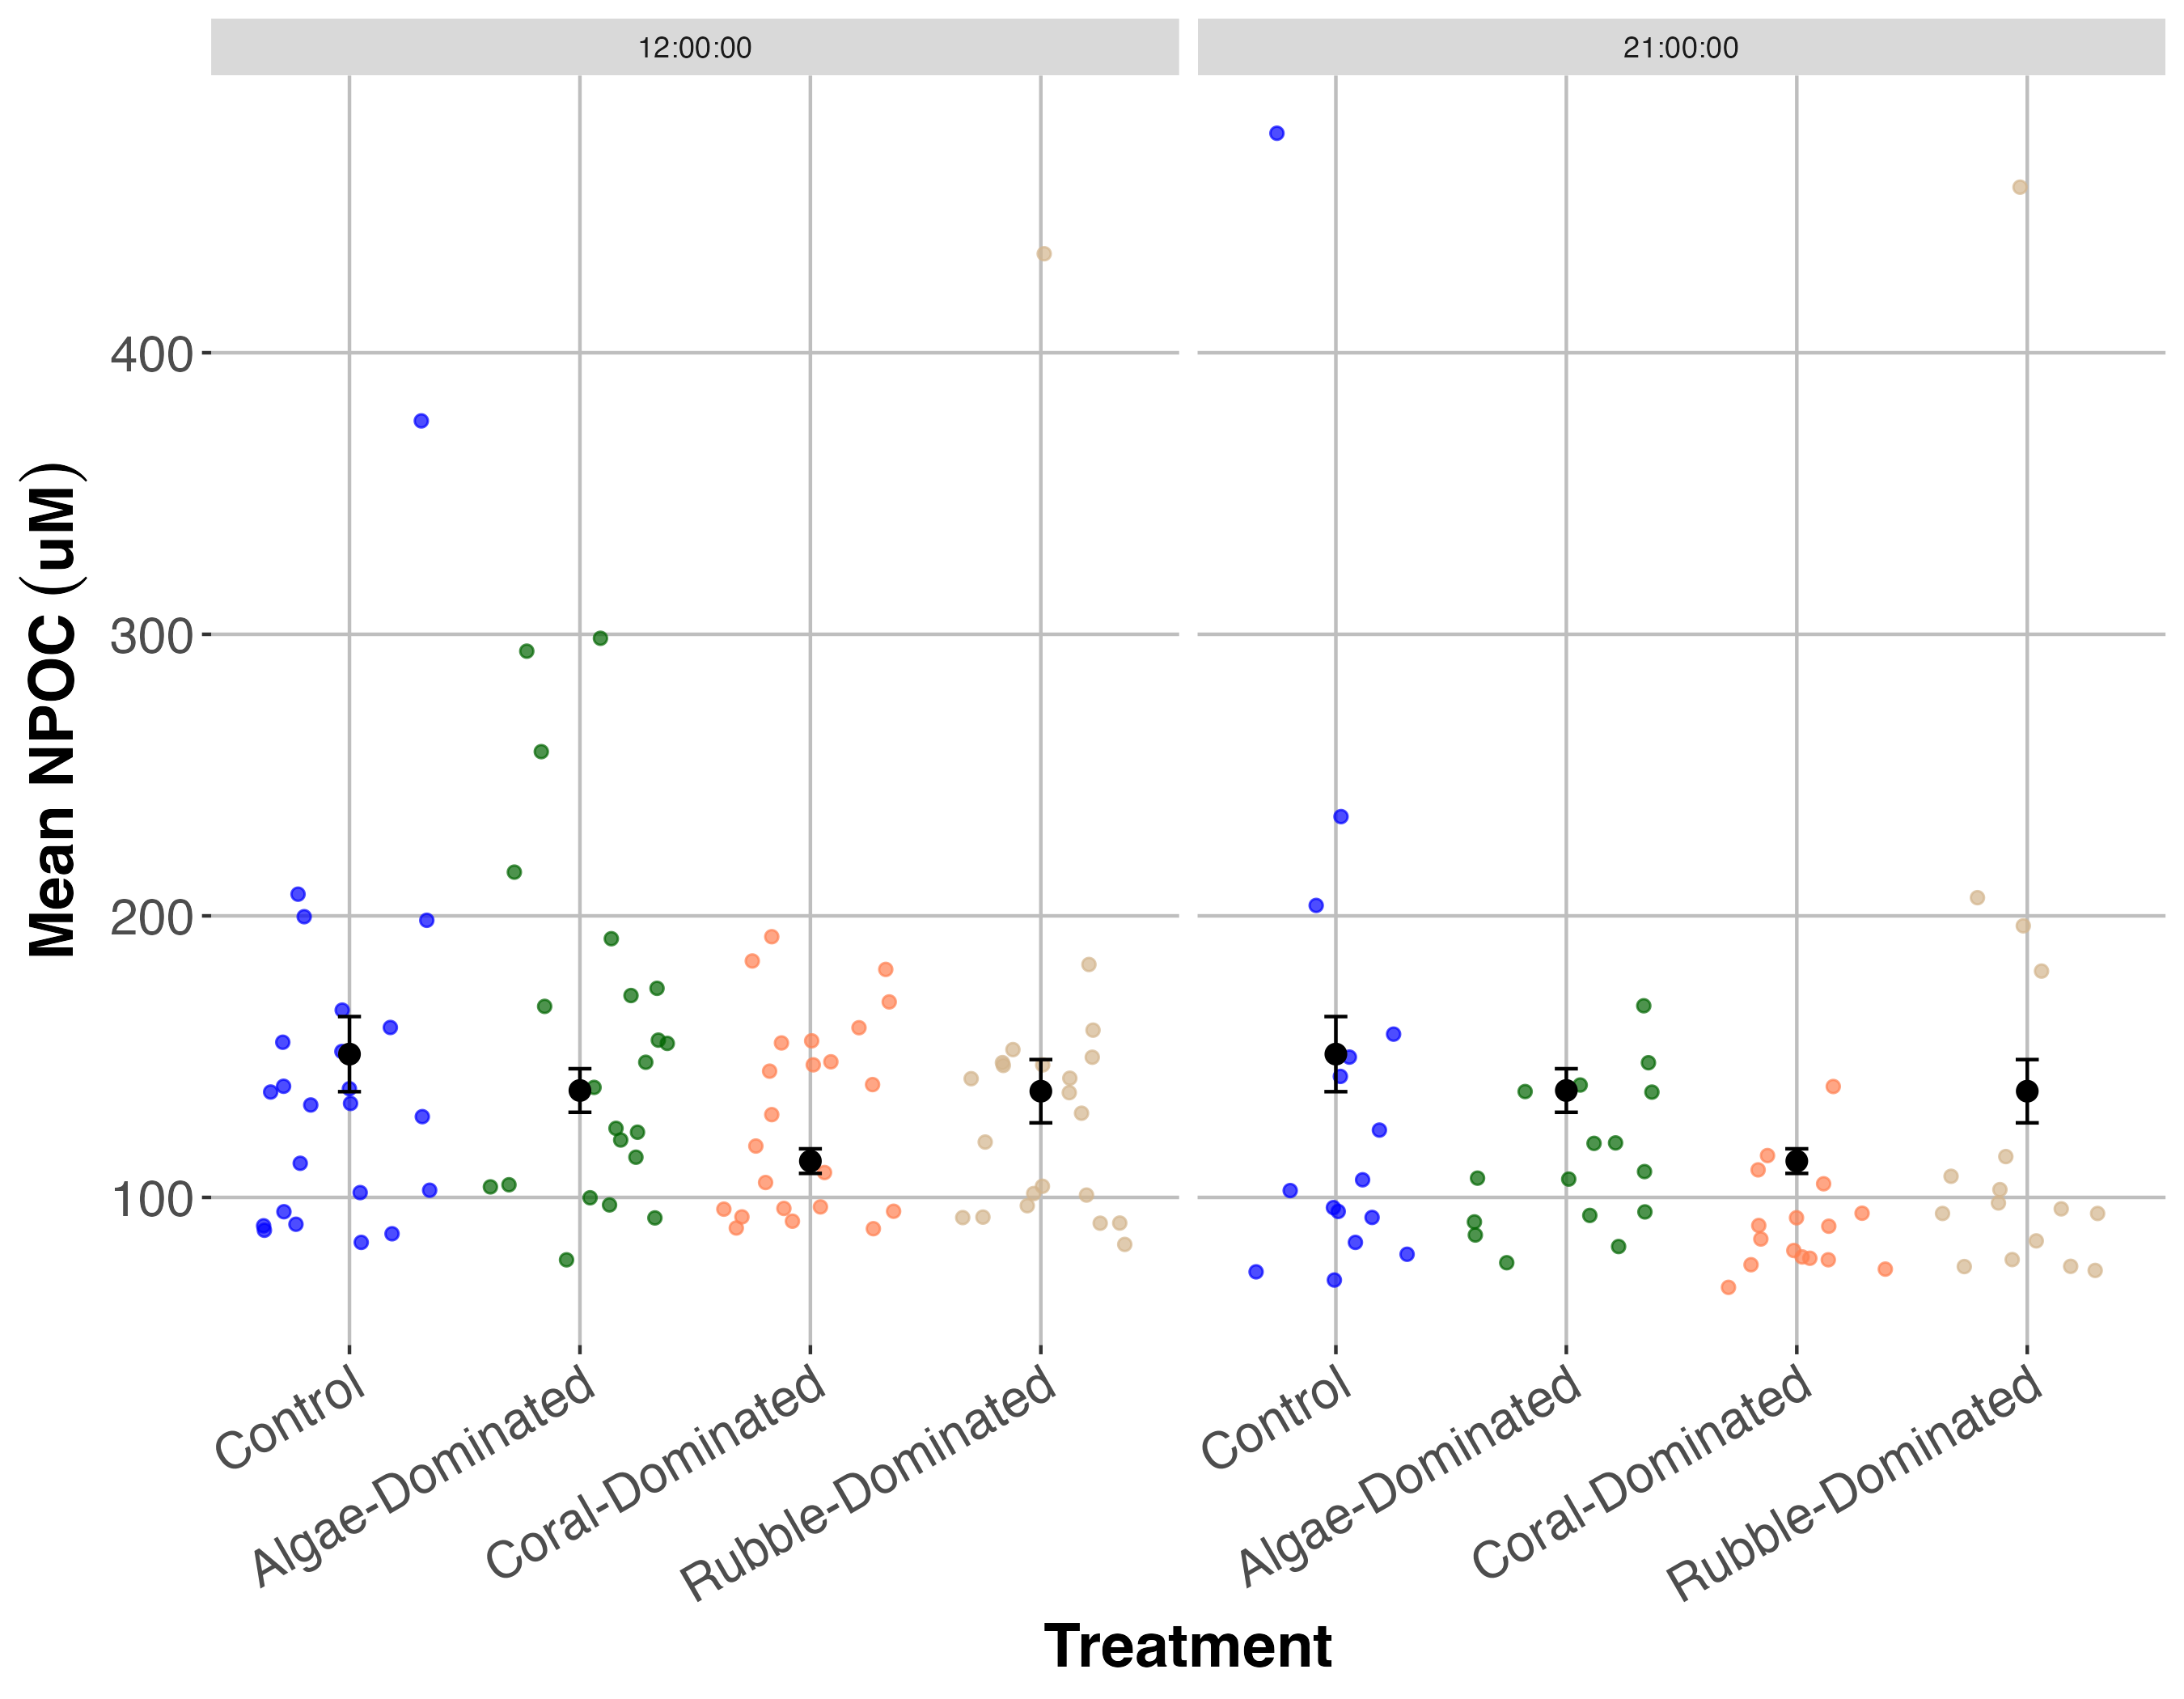 12:00:00
21:00:00
Mean NPOC (uM)
400
300
200
100
Control
Algae-Dominated
Coral-Dominated
Rubble-Dominated
Control
Algae-Dominated
Coral-Dominated
Rubble-Dominated
Treatment